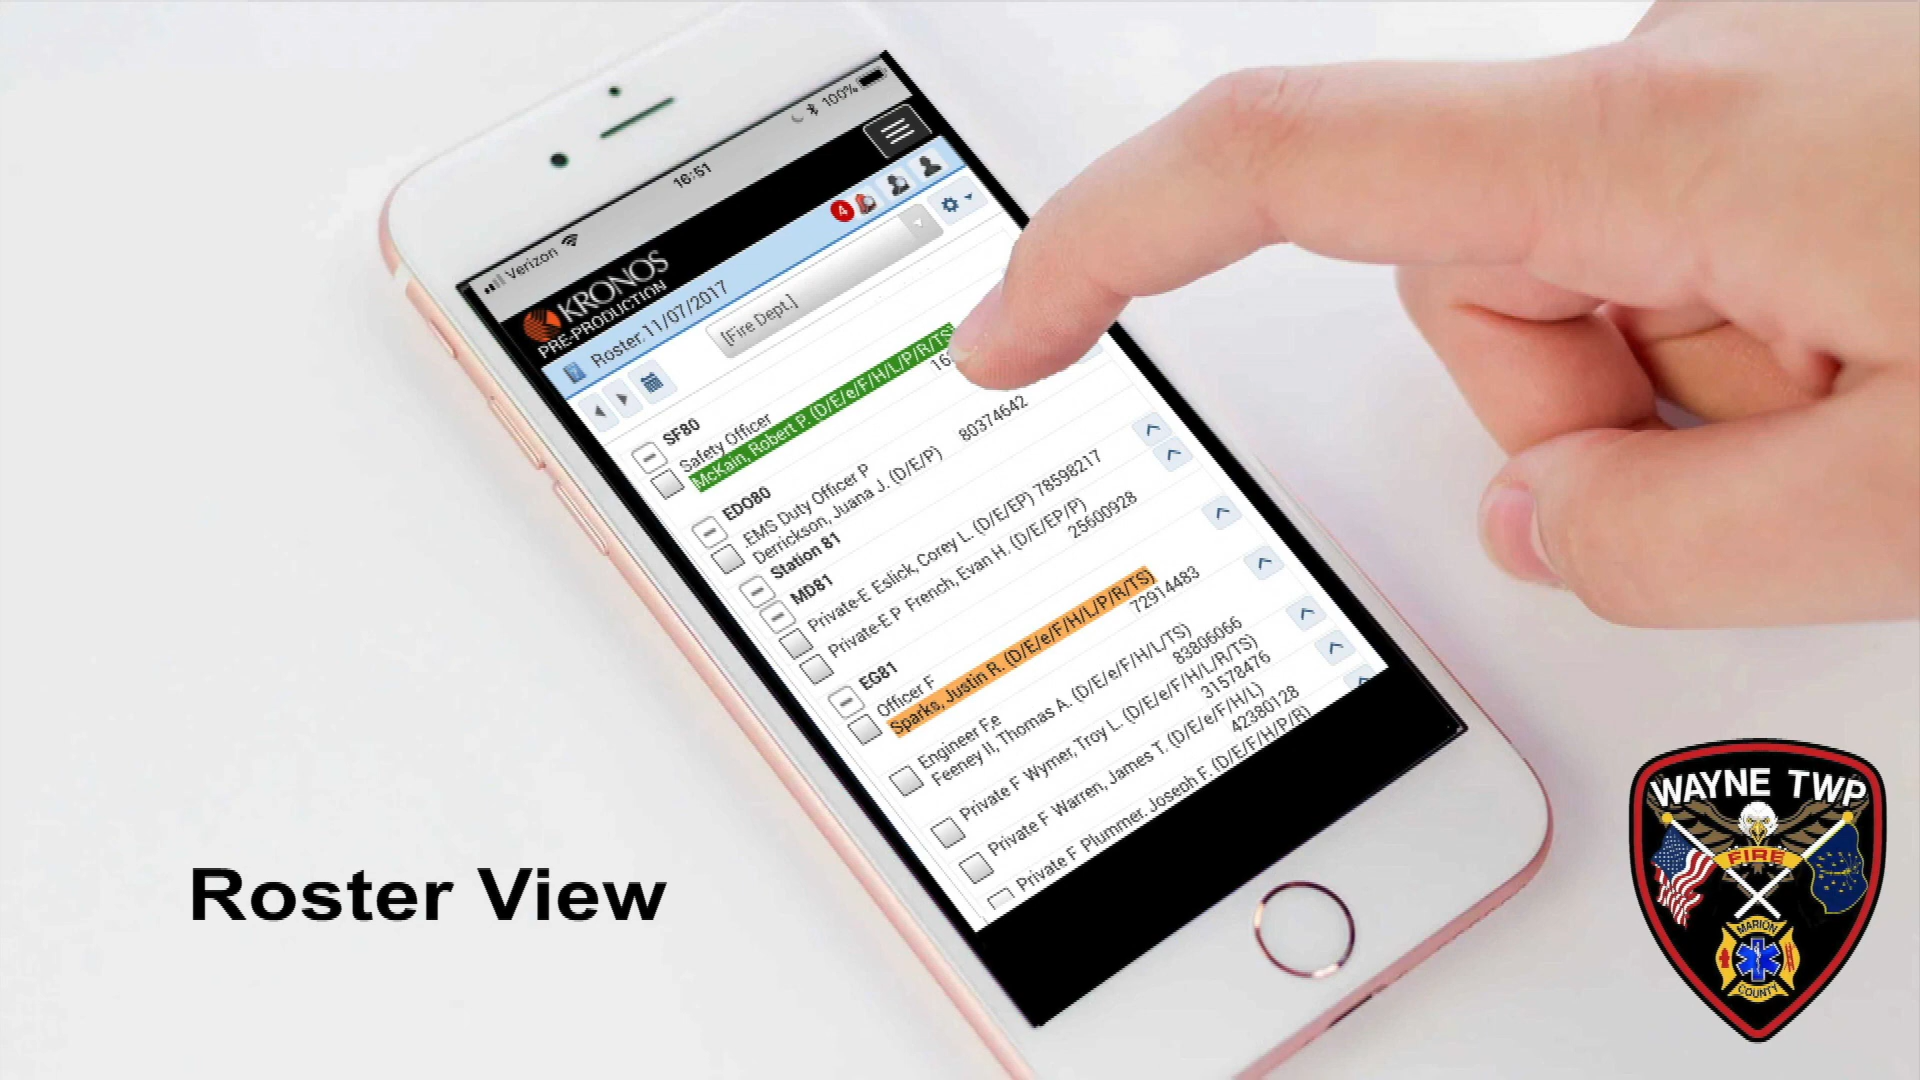 Verizon
16:51
100%
KRONOS
PRE-PRODUCTION
4
Roster, 11/07/2017
[Fire Dept.]
SF80
Safety Officer
McKain, Robert P. (D/E/e/F/H/L/P/R/TS)
EDO80
.EMS Duty Officer P
Derrickson, Juana J. (D/E/P)
80374642
Station 81
MD81
Private-E Eslick, Corey L. (D/E/EP) 78598217
Private-E P French, Evan H. (D/E/EP/P)
25600928
EG81
Officer F
Sparks, Justin R. (D/E/e/F/H/L/P/R/TS)
72914483
Engineer F,e
Feeney II, Thomas A. (D/E/e/F/H/L/TS)
83806066
Private F Wymer, Troy L. (D/E/e/F/H/L/R/TS)
31578476
Private F Warren, James T. (D/E/e/F/H/L)
42380128
Private F Plummer, Joseph F. (D/E/F/H/P/R)
Roster View
WAYNE TWP
FIRE
MARION
COUNTY